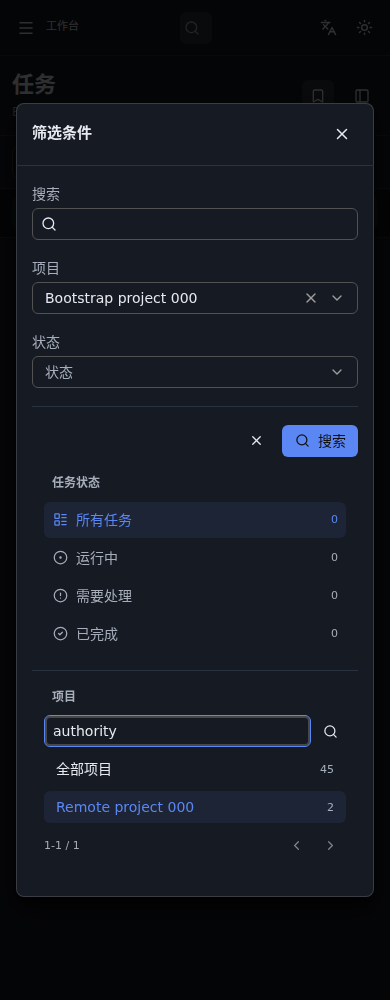 工作台
任务
筛选条件
搜索
项目
Bootstrap project 000
状态
状态
搜索
任务状态
所有任务 0
运行中 0
需要处理 0
已完成 0
项目
authority
全部项目 45
Remote project 000 2
1-1 / 1